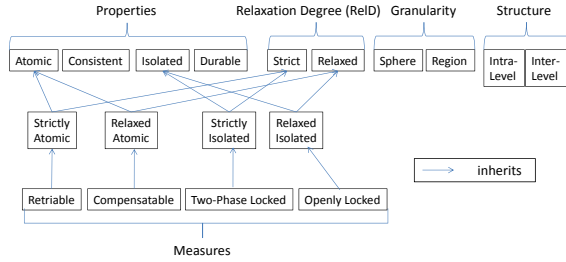 Properties Relaxation Degree (RelD) Granularity Structure
Atomic Consistent Isolated Durable Strict Relaxed Sphere Region Intra-Level Inter-Level
Strictly Atomic Relaxed Atomic Strictly Isolated Relaxed Isolated
inherits
Retriable Compensatable Two-Phase Locked Openly Locked
Measures